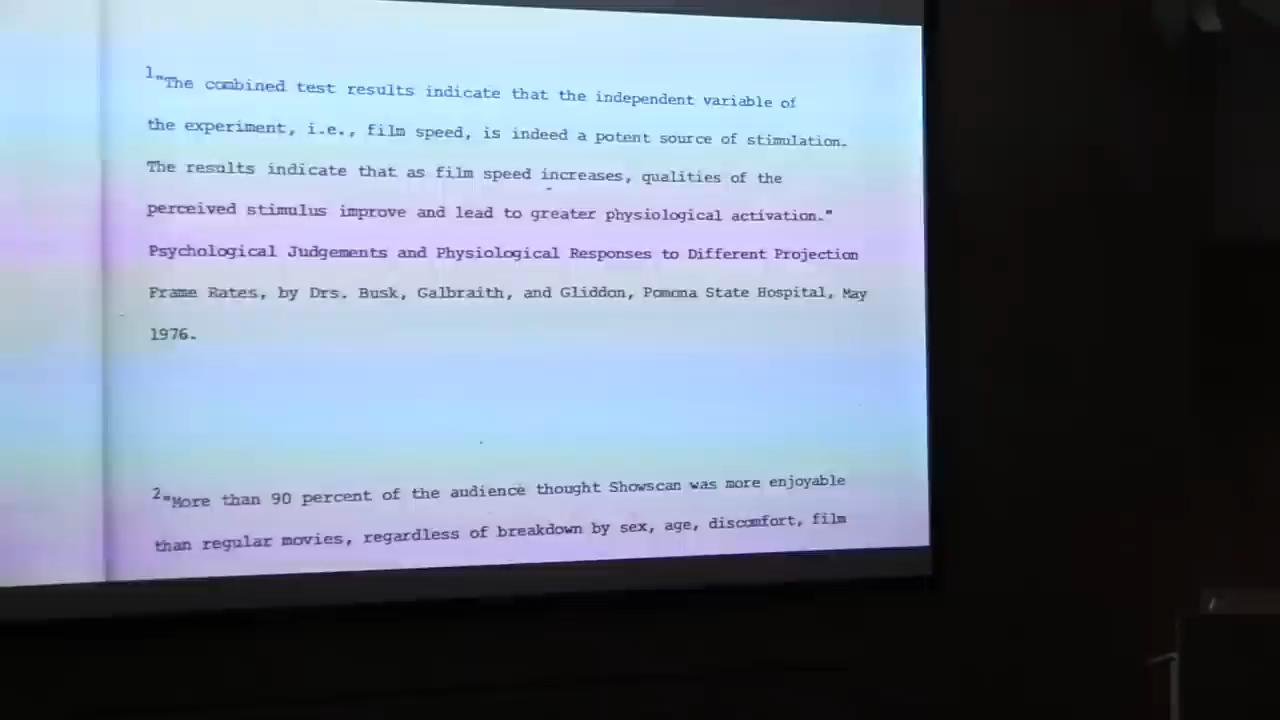 1"The combined test results indicate that the independent variable of
the experiment, i.e., film speed, is indeed a potent source of stimulation.
The results indicate that as film speed increases, qualities of the
perceived stimulus improve and lead to greater physiological activation."
Psychological Judgements and Physiological Responses to Different Projection
Frame Rates, by Drs. Busk, Galbraith, and Gliddon, Pomona State Hospital, May
1976.
2"More than 90 percent of the audience thought Showscan was more enjoyable
than regular movies, regardless of breakdown by sex, age, discomfort, film